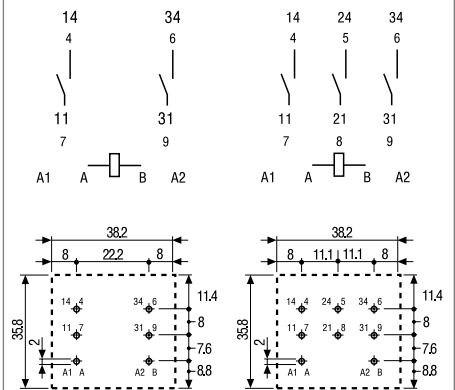 14 34 14 24 34
4 6 4 5 6
11 31 11 21 31
7 9 7 8 9
A1 A B A2 A1 A B A2
38.2 38.2
8 22.2 8 8 11.1 11.1 8
11.4 11.4
14 4 34 6 14 4 24 5 34 6
35.8 8 35.8 8
11 7 31 9 11 7 21 8 31 9
2 7.6 2 7.6
A1 A A2 B A1 A A2 B
8.8 8.8